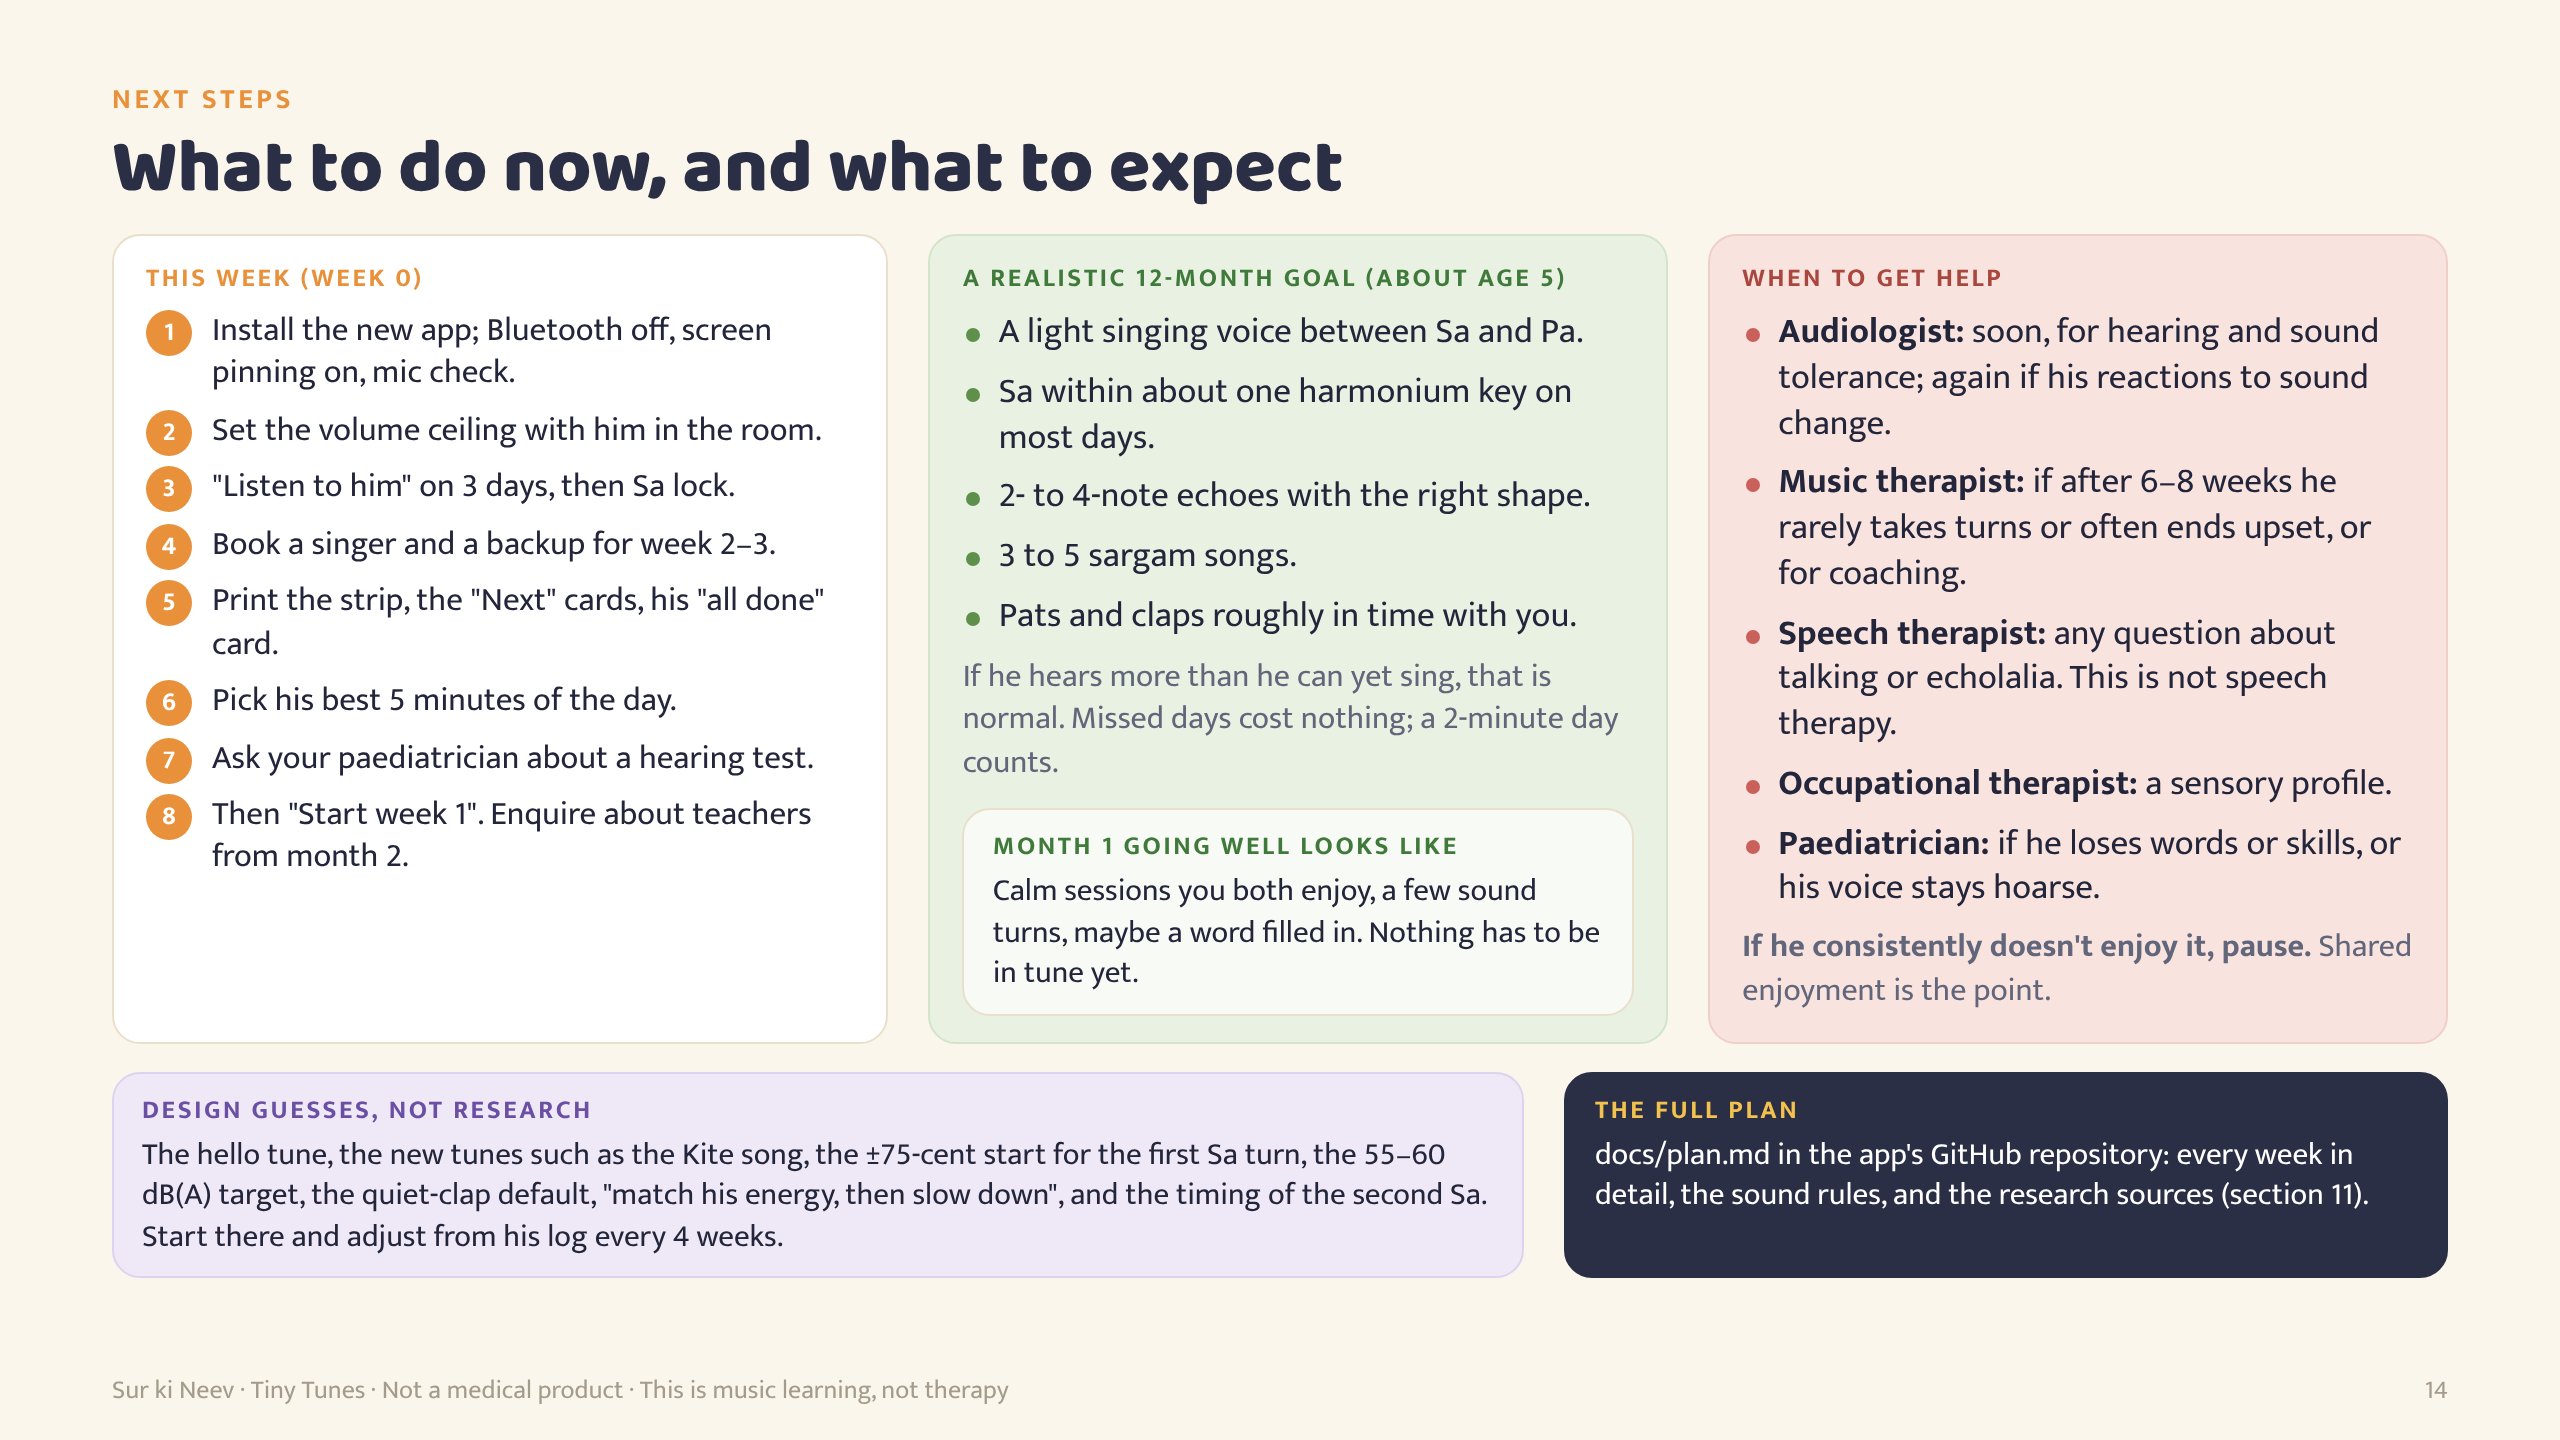 NEXT STEPS
What to do now, and what to expect
THIS WEEK (WEEK 0)
1 Install the new app; Bluetooth off, screen
pinning on, mic check.
2 Set the volume ceiling with him in the room.
3 "Listen to him" on 3 days, then Sa lock.
4 Book a singer and a backup for week 2–3.
5 Print the strip, the "Next" cards, his "all done"
card.
6 Pick his best 5 minutes of the day.
7 Ask your paediatrician about a hearing test.
8 Then "Start week 1". Enquire about teachers
from month 2.
A REALISTIC 12-MONTH GOAL (ABOUT AGE 5)
• A light singing voice between Sa and Pa.
• Sa within about one harmonium key on
most days.
• 2- to 4-note echoes with the right shape.
• 3 to 5 sargam songs.
• Pats and claps roughly in time with you.
If he hears more than he can yet sing, that is
normal. Missed days cost nothing; a 2-minute day
counts.
MONTH 1 GOING WELL LOOKS LIKE
Calm sessions you both enjoy, a few sound
turns, maybe a word filled in. Nothing has to be
in tune yet.
WHEN TO GET HELP
• Audiologist: soon, for hearing and sound
tolerance; again if his reactions to sound
change.
• Music therapist: if after 6–8 weeks he
rarely takes turns or often ends upset, or
for coaching.
• Speech therapist: any question about
talking or echolalia. This is not speech
therapy.
• Occupational therapist: a sensory profile.
• Paediatrician: if he loses words or skills, or
his voice stays hoarse.
If he consistently doesn't enjoy it, pause. Shared
enjoyment is the point.
DESIGN GUESSES, NOT RESEARCH
The hello tune, the new tunes such as the Kite song, the ±75-cent start for the first Sa turn, the 55–60
dB(A) target, the quiet-clap default, "match his energy, then slow down", and the timing of the second Sa.
Start there and adjust from his log every 4 weeks.
THE FULL PLAN
docs/plan.md in the app's GitHub repository: every week in
detail, the sound rules, and the research sources (section 11).
Sur ki Neev · Tiny Tunes · Not a medical product · This is music learning, not therapy
14